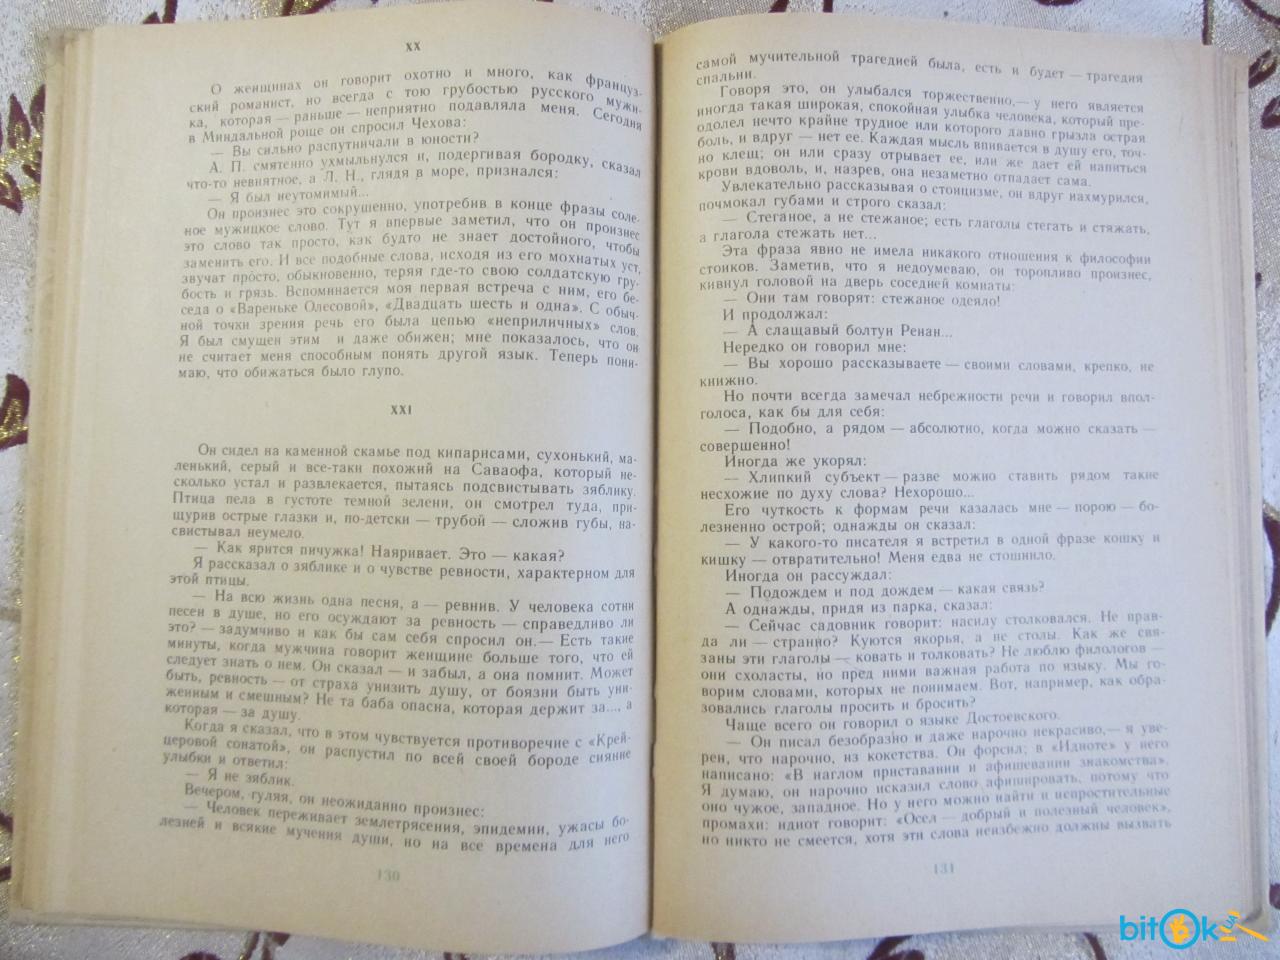 XX
О женщинах он говорит охотно и много, как француз-
ский романист, но всегда с тою грубостью русского мужи-
ка, которая — раньше — неприятно подавляла меня. Сегодня
в Миндальной роще он спросил Чехова:
— Вы сильно распутничали в юности?
А. П. смятенно ухмыльнулся и, подергивая бородку, сказал
что-то невнятное, а Л. Н., глядя в море, признался:
— Я был неутомимый...
Он произнес это сокрушенно, употребив в конце фразы соле-
ное мужицкое слово. Тут я впервые заметил, что он произнес
это слово так просто, как будто не знает достойного, чтобы
заменить его. И все подобные слова, исходя из его мохнатых уст,
звучат просто, обыкновенно, теряя где-то свою солдатскую гру-
бость и грязь. Вспоминается моя первая встреча с ним, его бе-
седа о «Вареньке Олесовой», «Двадцать шесть и одна». С обыч-
ной точки зрения речь его была цепью «неприличных» слов.
Я был смущен этим и даже обижен; мне показалось, что он
не считает меня способным понять другой язык. Теперь пони-
маю, что обижаться было глупо.
XXI
Он сидел на каменной скамье под кипарисами, сухонький, ма-
ленький, серый и все-таки похожий на Саваофа, который не-
сколько устал и развлекается, пытаясь подсвистывать зяблику.
Птица пела в густоте темной зелени, он смотрел туда, при-
щурив острые глазки и, по-детски — трубой — сложив губы, на-
свистывал неумело.
— Как ярится пичужка! Наяривает. Это — какая?
Я рассказал о зяблике и о чувстве ревности, характерном для
этой птицы.
— На всю жизнь одна песня, а — ревнив. У человека сотни
песен в душе, но его осуждают за ревность — справедливо ли
это? — задумчиво и как бы сам себя спросил он.— Есть такие
минуты, когда мужчина говорит женщине больше того, что ей
следует знать о нем. Он сказал — и забыл, а она помнит. Может
быть, ревность — от страха унизить душу, от боязни быть уни-
женным и смешным? Не та баба опасна, которая держит за..., а
которая — за душу.
Когда я сказал, что в этом чувствуется противоречие с «Крей-
церовой сонатой», он распустил по всей своей бороде сияние
улыбки и ответил:
— Я не зяблик.
Вечером, гуляя, он неожиданно произнес:
— Человек переживает землетрясения, эпидемии, ужасы бо-
лезней и всякие мучения души, но на все времена для него
130
самой мучительной трагедией была, есть и будет — трагедия
спальни.
Говоря это, он улыбался торжественно,— у него является
иногда такая широкая, спокойная улыбка человека, который пре-
одолел нечто крайне трудное или которого давно грызла острая
боль, и вдруг — нет ее. Каждая мысль впивается в душу его, точ-
но клещ; он или сразу отрывает ее, или же дает ей напиться
крови вдоволь, и, назрев, она незаметно отпадает сама.
Увлекательно рассказывая о стоицизме, он вдруг нахмурился,
почмокал губами и строго сказал:
— Стеганое, а не стежаное; есть глаголы стегать и стяжать,
а глагола стежать нет...
Эта фраза явно не имела никакого отношения к философии
стоиков. Заметив, что я недоумеваю, он торопливо произнес,
кивнул головой на дверь соседней комнаты:
— Они там говорят: стежаное одеяло!
И продолжал:
— А слащавый болтун Ренан...
Нередко он говорил мне:
— Вы хорошо рассказываете — своими словами, крепко, не
книжно.
Но почти всегда замечал небрежности речи и говорил впол-
голоса, как бы для себя:
— Подобно, а рядом — абсолютно, когда можно сказать —
совершенно!
Иногда же укорял:
— Хлипкий субъект — разве можно ставить рядом такие
несхожие по духу слова? Нехорошо...
Его чуткость к формам речи казалась мне — порою — бо-
лезненно острой; однажды он сказал:
— У какого-то писателя я встретил в одной фразе кошку и
кишку — отвратительно! Меня едва не стошнило.
Иногда он рассуждал:
— Подождем и под дождем — какая связь?
А однажды, придя из парка, сказал:
— Сейчас садовник говорит: насилу столковался. Не прав-
да ли — странно? Куются якорья, а не столы. Как же свя-
заны эти глаголы — ковать и толковать? Не люблю филологов —
они схоласты, но пред ними важная работа по языку. Мы го-
ворим словами, которых не понимаем. Вот, например, как обра-
зовались глаголы просить и бросить?
Чаще всего он говорил о языке Достоевского.
— Он писал безобразно и даже нарочно некрасиво,— я уве-
рен, что нарочно, из кокетства. Он форсил; в «Идиоте» у него
написано: «В наглом приставании и афишевании знакомства».
Я думаю, он нарочно исказил слово афишировать, потому что
оно чужое, западное. Но у него можно найти и непростительные
промахи: идиот говорит: «Осел — добрый и полезный человек»,
но никто не смеется, хотя эти слова неизбежно должны вызвать
131
bitOk